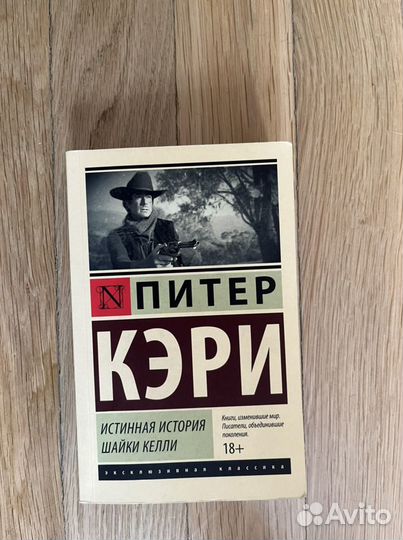 N
ПИТЕР
КЭРИ
ИСТИННАЯ ИСТОРИЯ
ШАЙКИ КЕЛЛИ
Книги, изменившие мир.
Писатели, объединившие
поколения.
18+
эксклюзивная классика
Avito